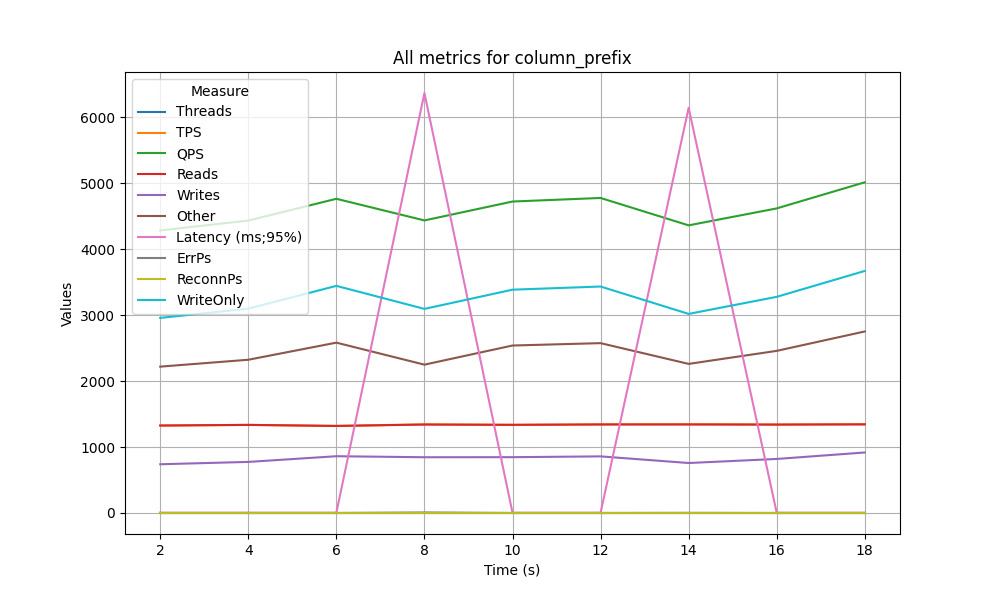 All metrics for column_prefix
Measure
Threads
TPS
QPS
Reads
Writes
Other
Latency (ms;95%)
ErrPs
ReconnPs
WriteOnly
Values
6000
5000
4000
3000
2000
1000
0
2 4 6 8 10 12 14 16 18
Time (s)